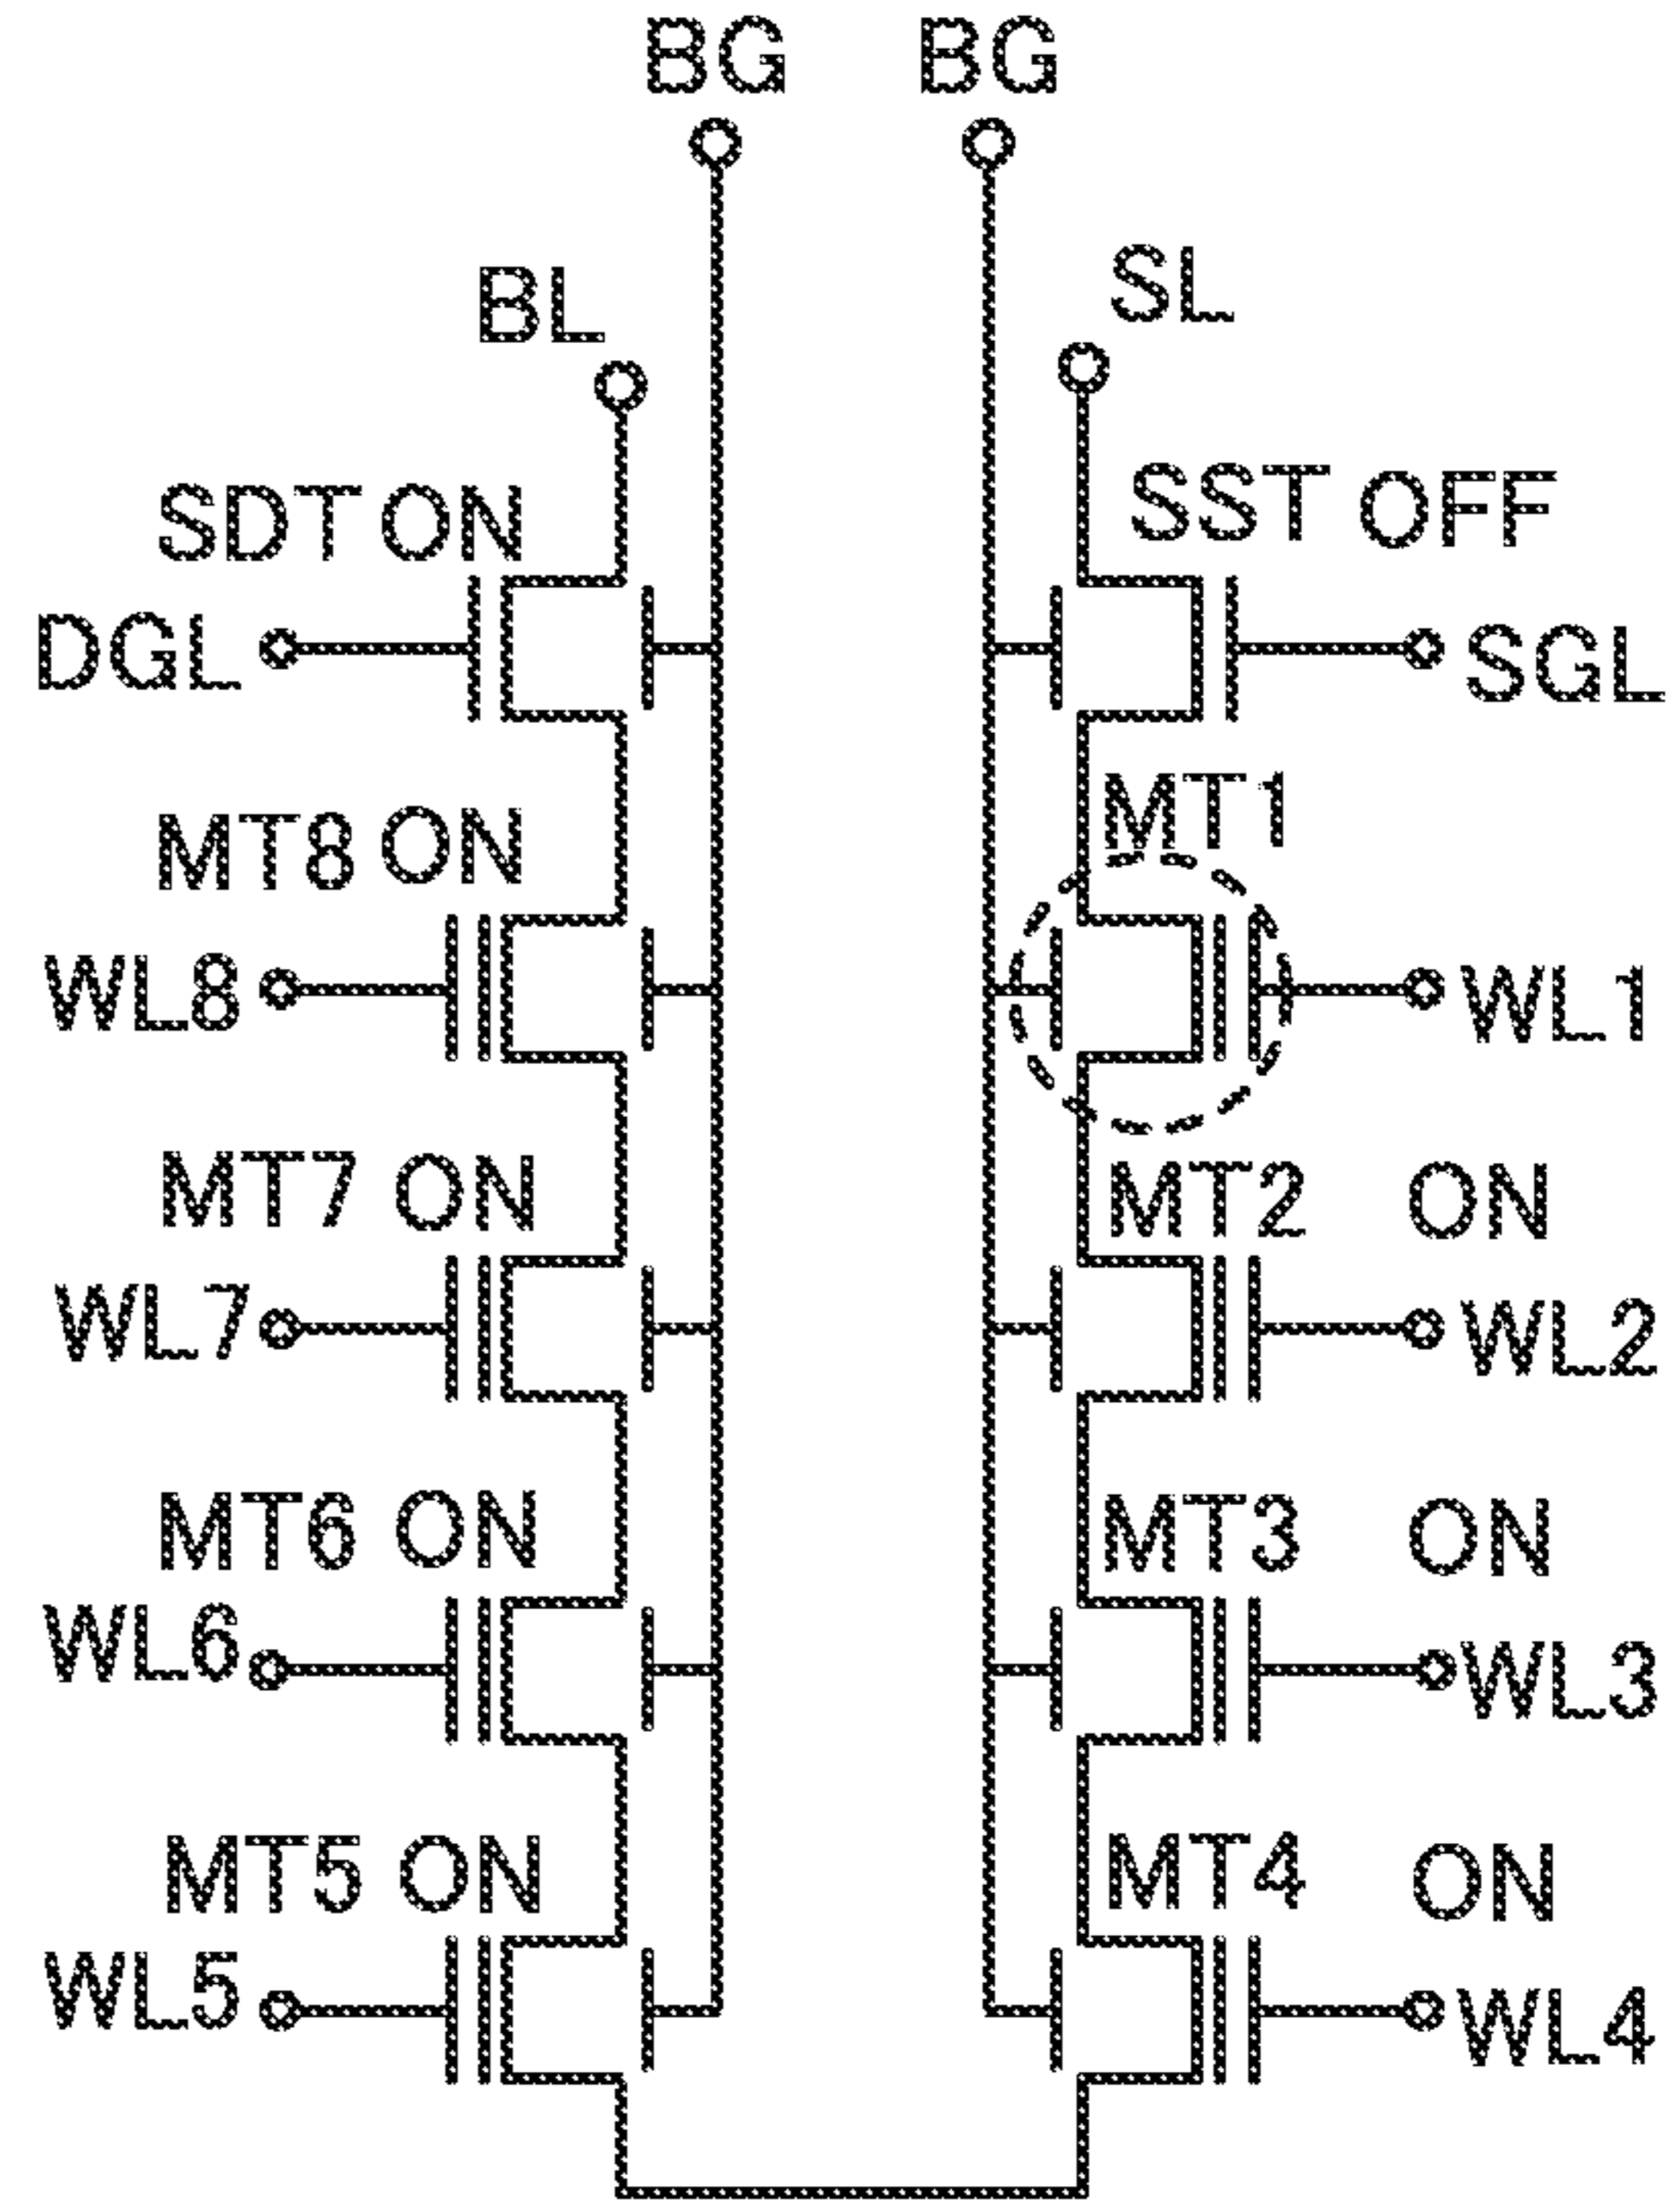 BG BG
BL SL
SDT ON SST OFF
DGL SGL
MT8 ON MT1
WL8 WL1
MT7 ON MT2 ON
WL7 WL2
MT6 ON MT3 ON
WL6 WL3
MT5 ON MT4 ON
WL5 WL4